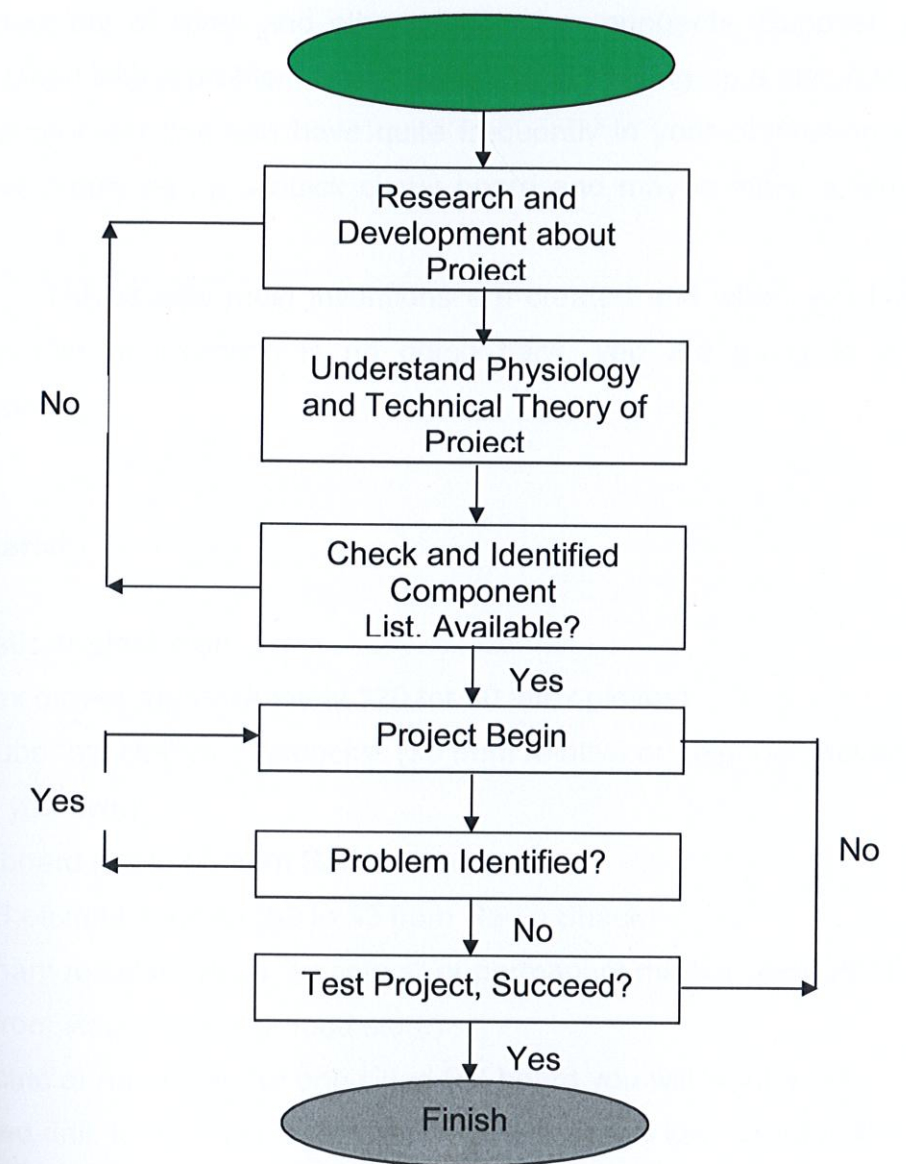 Research and
Development about
Project
Understand Physiology
and Technical Theory of
Project
No
Check and Identified
Component
List. Available?
Yes
Project Begin
Yes
Problem Identified?
No
No
Test Project, Succeed?
Yes
Finish